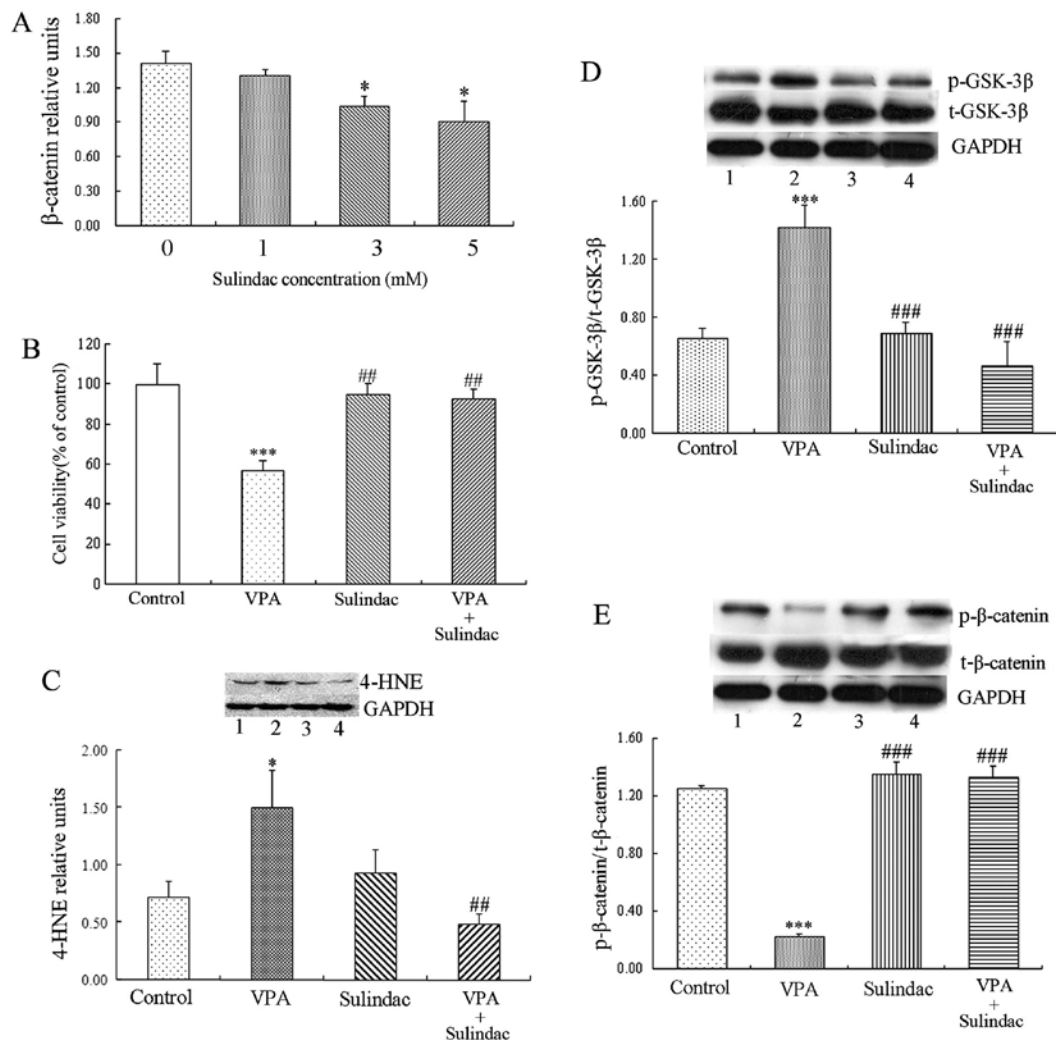 A
β-catenin relative units
1.80
1.50
1.20
0.90
0.60
0.30
0.00
*
*
0 1 3 5
Sulindac concentration (mM)
B
Cell viability(% of control)
120
100
80
60
40
20
0
***
##
##
Control VPA Sulindac VPA
+
Sulindac
C
4-HNE
GAPDH
1 2 3 4
4-HNE relative units
2.00
1.50
1.00
0.50
0.00
*
##
Control VPA Sulindac VPA
+
Sulindac
D
p-GSK-3β
t-GSK-3β
GAPDH
1 2 3 4
p-GSK-3β/t-GSK-3β
1.60
1.20
0.80
0.40
0.00
***
###
###
Control VPA Sulindac VPA
+
Sulindac
E
p-β-catenin
t-β-catenin
GAPDH
1 2 3 4
p-β-catenin/t-β-catenin
1.60
1.20
0.80
0.40
0.00
***
###
###
Control VPA Sulindac VPA
+
Sulindac